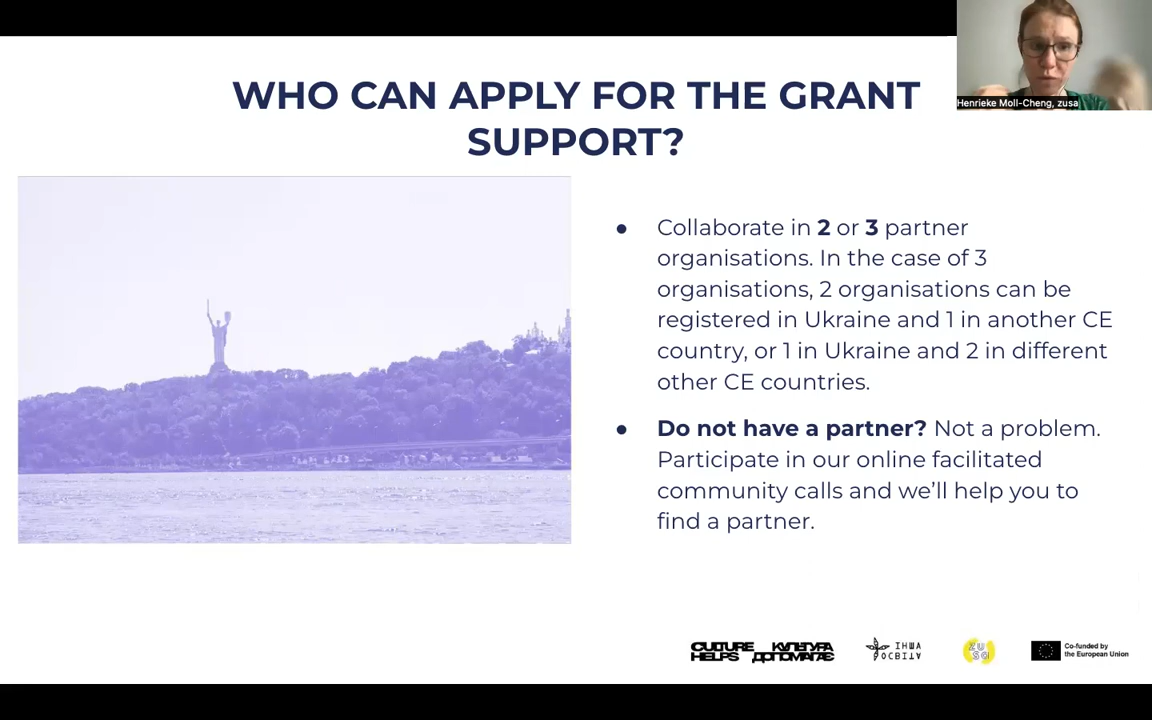 Henrieke Moll-Cheng, zusa
WHO CAN APPLY FOR THE GRANT
SUPPORT?
● Collaborate in 2 or 3 partner
organisations. In the case of 3
organisations, 2 organisations can be
registered in Ukraine and 1 in another CE
country, or 1 in Ukraine and 2 in different
other CE countries.
● Do not have a partner? Not a problem.
Participate in our online facilitated
community calls and we’ll help you to
find a partner.
CULTURE КУЛЬТУРА
HELPS ДОПОМАГАЄ
ІНША
ОСВІТА
ZU
SA
Co-funded by
the European Union